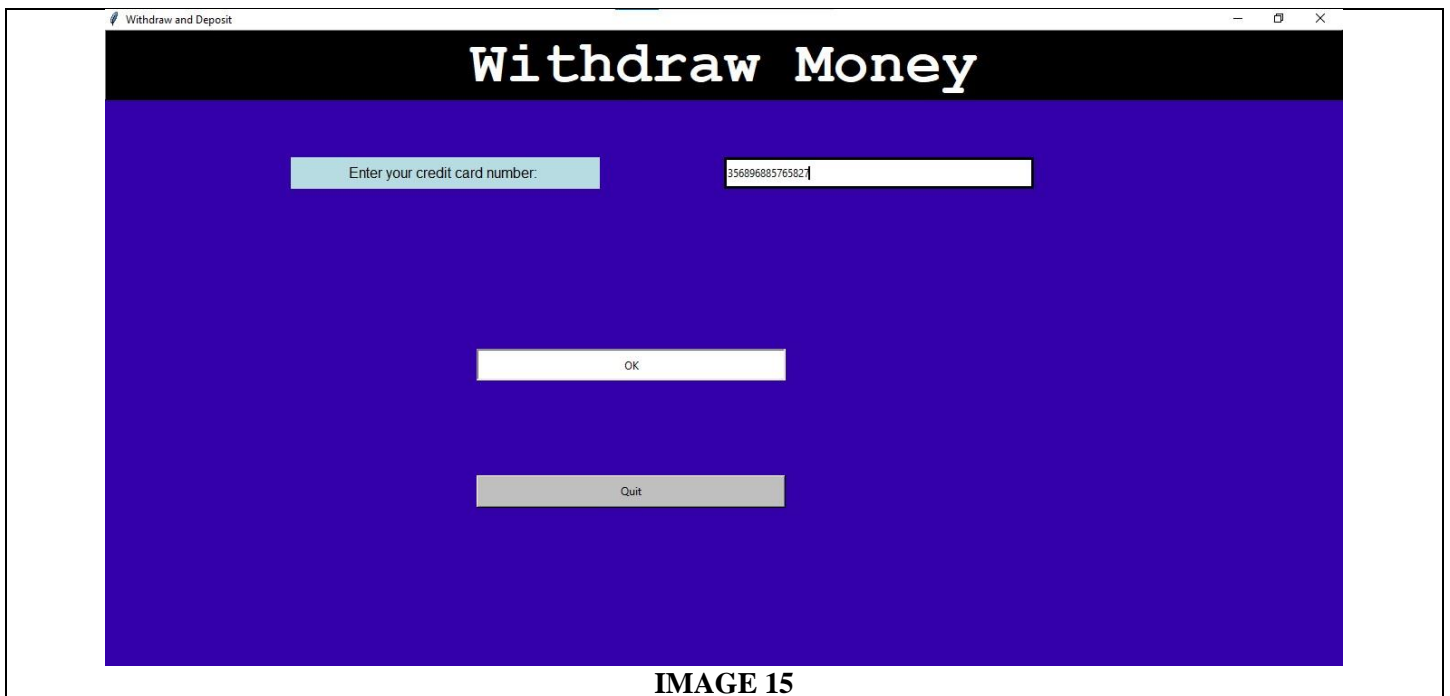 Withdraw and Deposit
Withdraw Money
Enter your credit card number:
356896885765827
OK
Quit
IMAGE 15